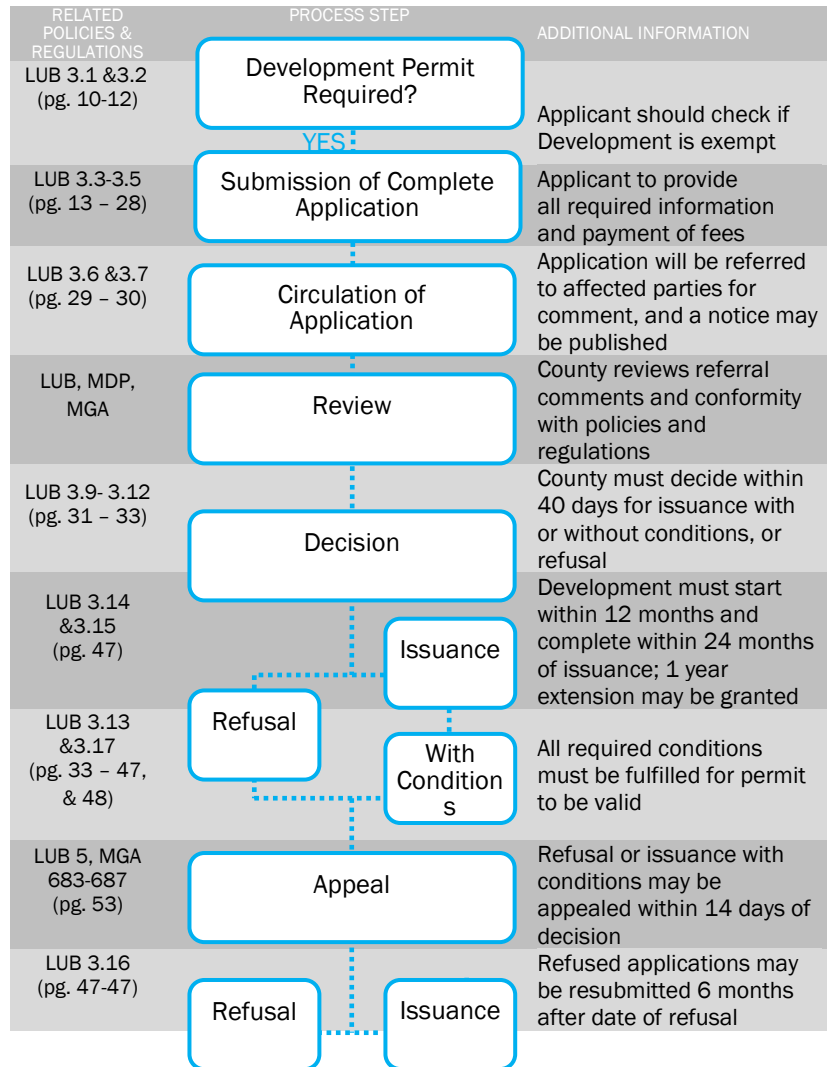 RELATED
POLICIES &
REGULATIONS
PROCESS STEP
ADDITIONAL INFORMATION
LUB 3.1 &3.2
(pg. 10-12)
Development Permit
Required?
YES
Applicant should check if
Development is exempt
LUB 3.3-3.5
(pg. 13 – 28)
Submission of Complete
Application
Applicant to provide
all required information
and payment of fees
LUB 3.6 &3.7
(pg. 29 – 30)
Circulation of
Application
Application will be referred
to affected parties for
comment, and a notice may
be published
LUB, MDP,
MGA
Review
County reviews referral
comments and conformity
with policies and
regulations
LUB 3.9- 3.12
(pg. 31 – 33)
Decision
County must decide within
40 days for issuance with
or without conditions, or
refusal
LUB 3.14
&3.15
(pg. 47)
Issuance
Development must start
within 12 months and
complete within 24 months
of issuance; 1 year
extension may be granted
LUB 3.13
&3.17
(pg. 33 – 47,
& 48)
Refusal
With
Condition
s
All required conditions
must be fulfilled for permit
to be valid
LUB 5, MGA
683-687
(pg. 53)
Appeal
Refusal or issuance with
conditions may be
appealed within 14 days of
decision
LUB 3.16
(pg. 47-47)
Refusal
Issuance
Refused applications may
be resubmitted 6 months
after date of refusal